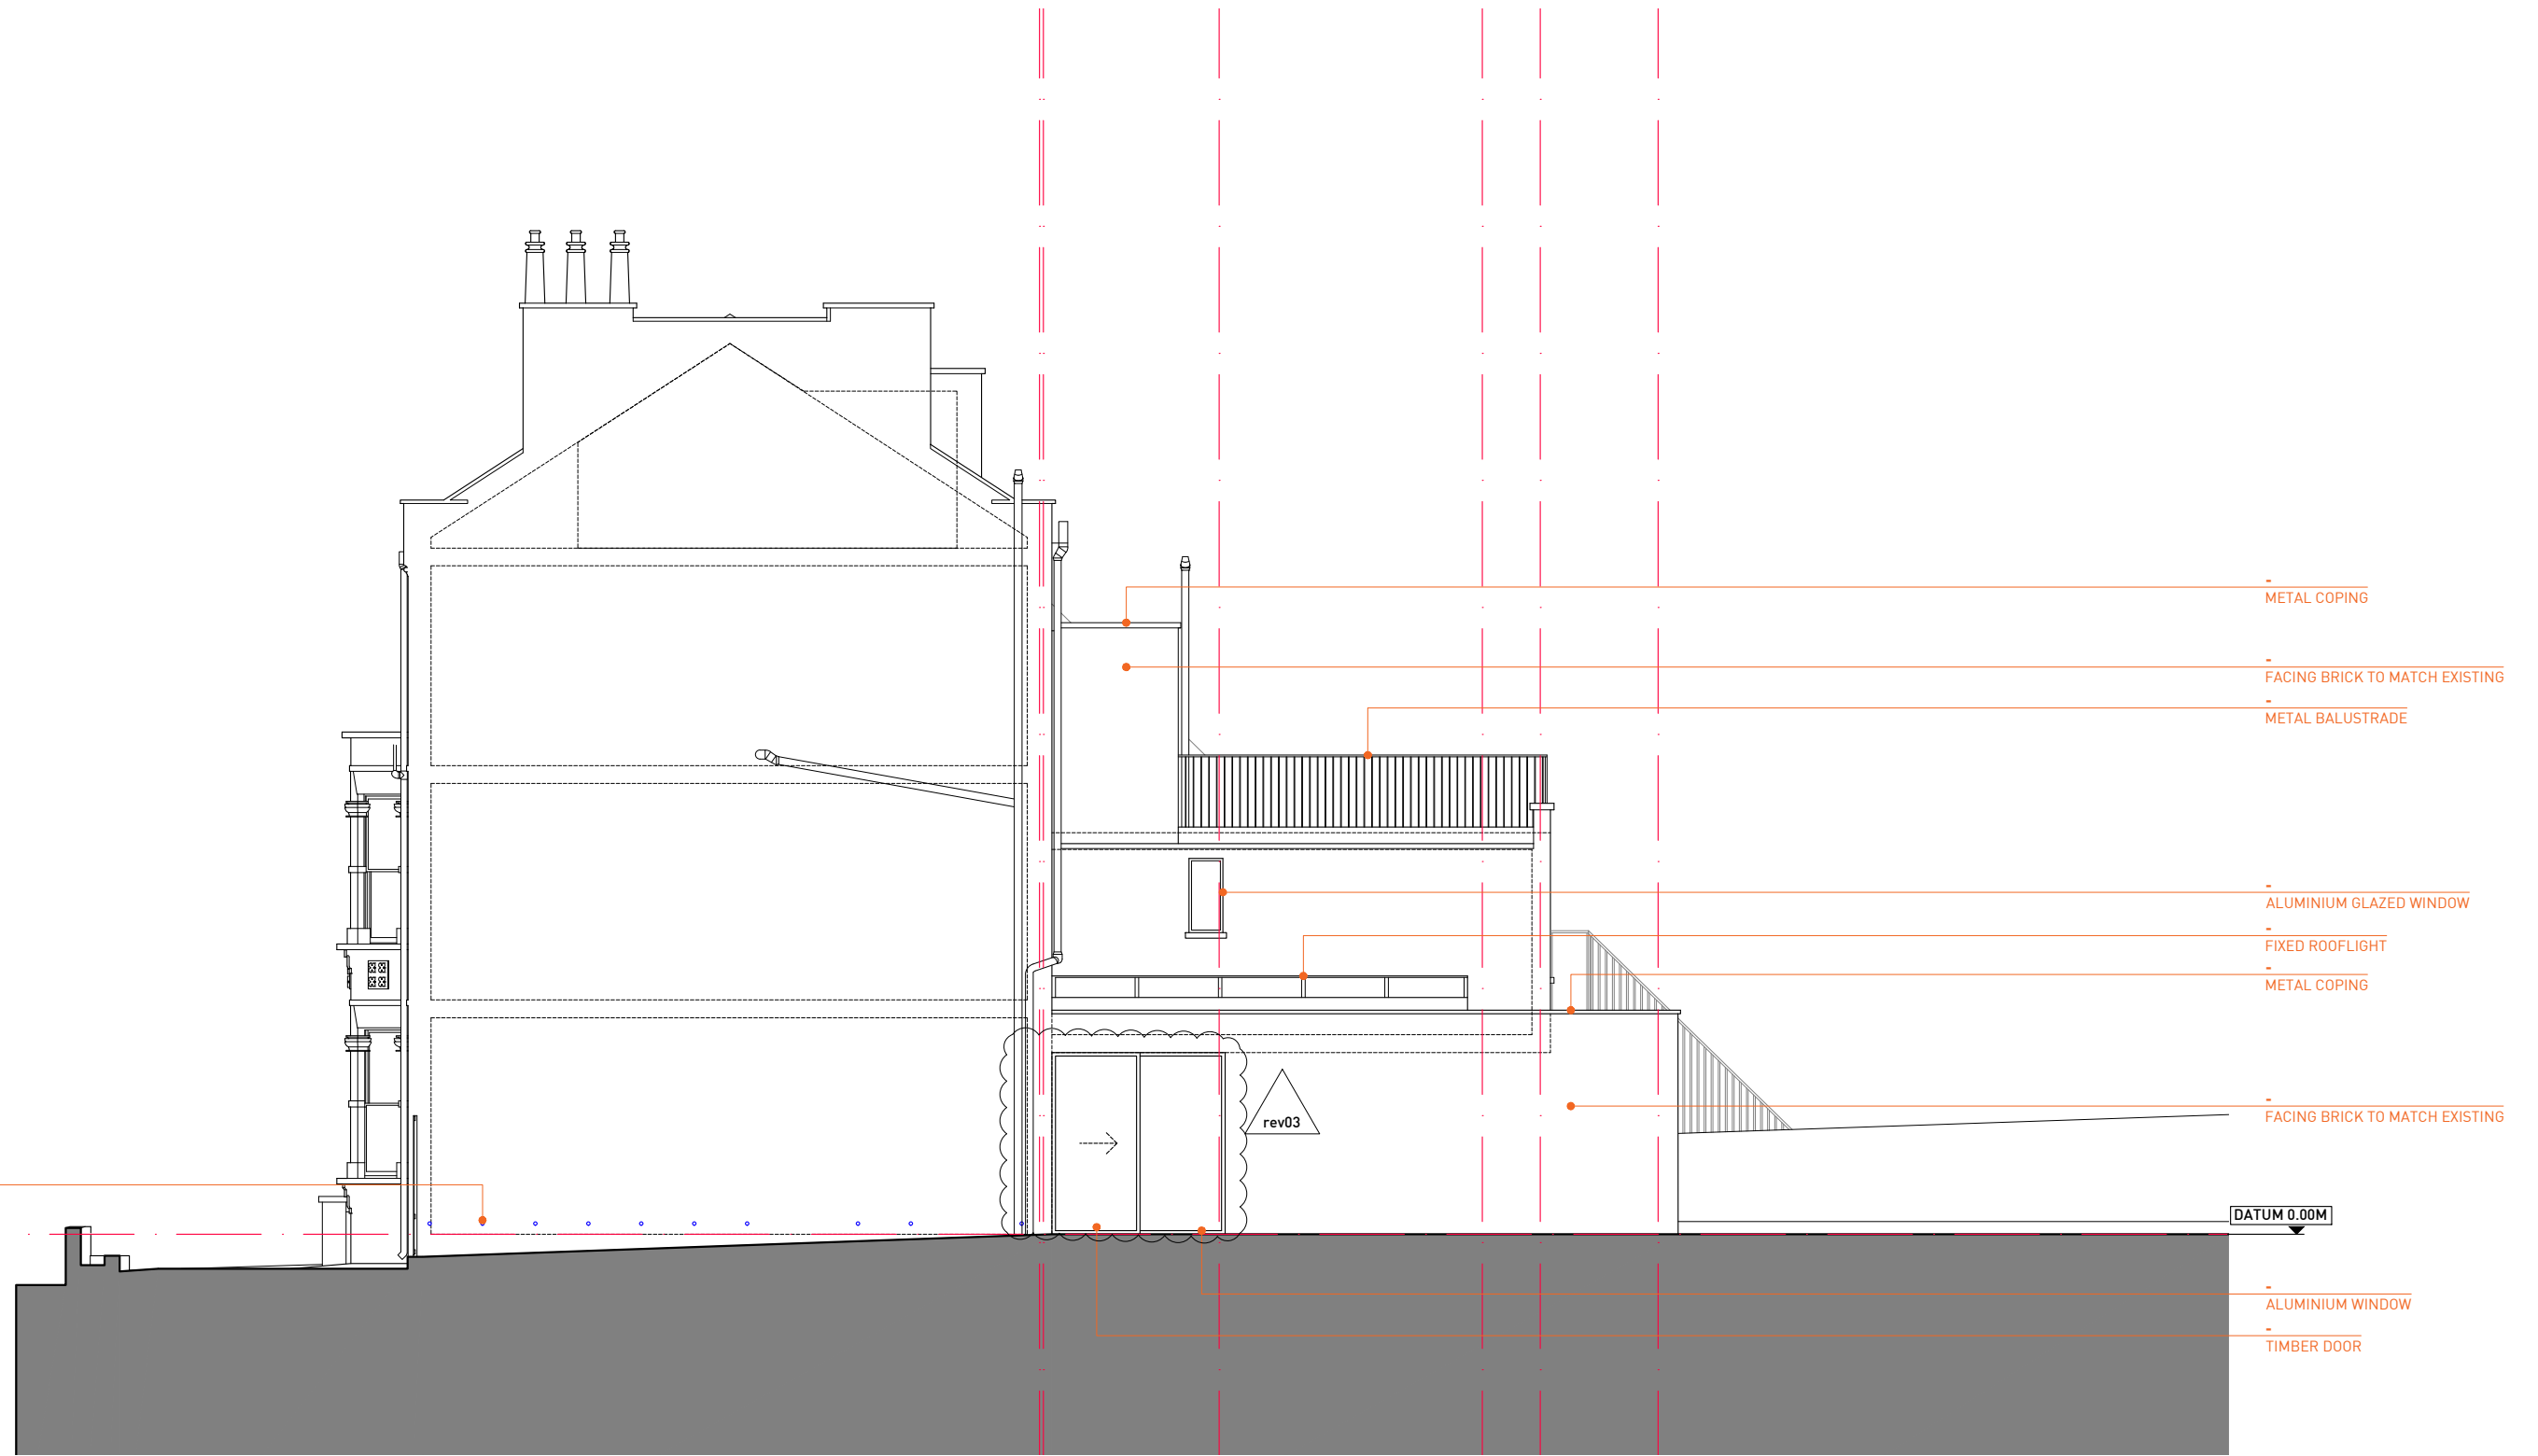 -
METAL COPING
-
FACING BRICK TO MATCH EXISTING
-
METAL BALUSTRADE
-
ALUMINIUM GLAZED WINDOW
-
FIXED ROOFLIGHT
-
METAL COPING
-
FACING BRICK TO MATCH EXISTING
rev03
DATUM 0.00M
-
ALUMINIUM WINDOW
-
TIMBER DOOR